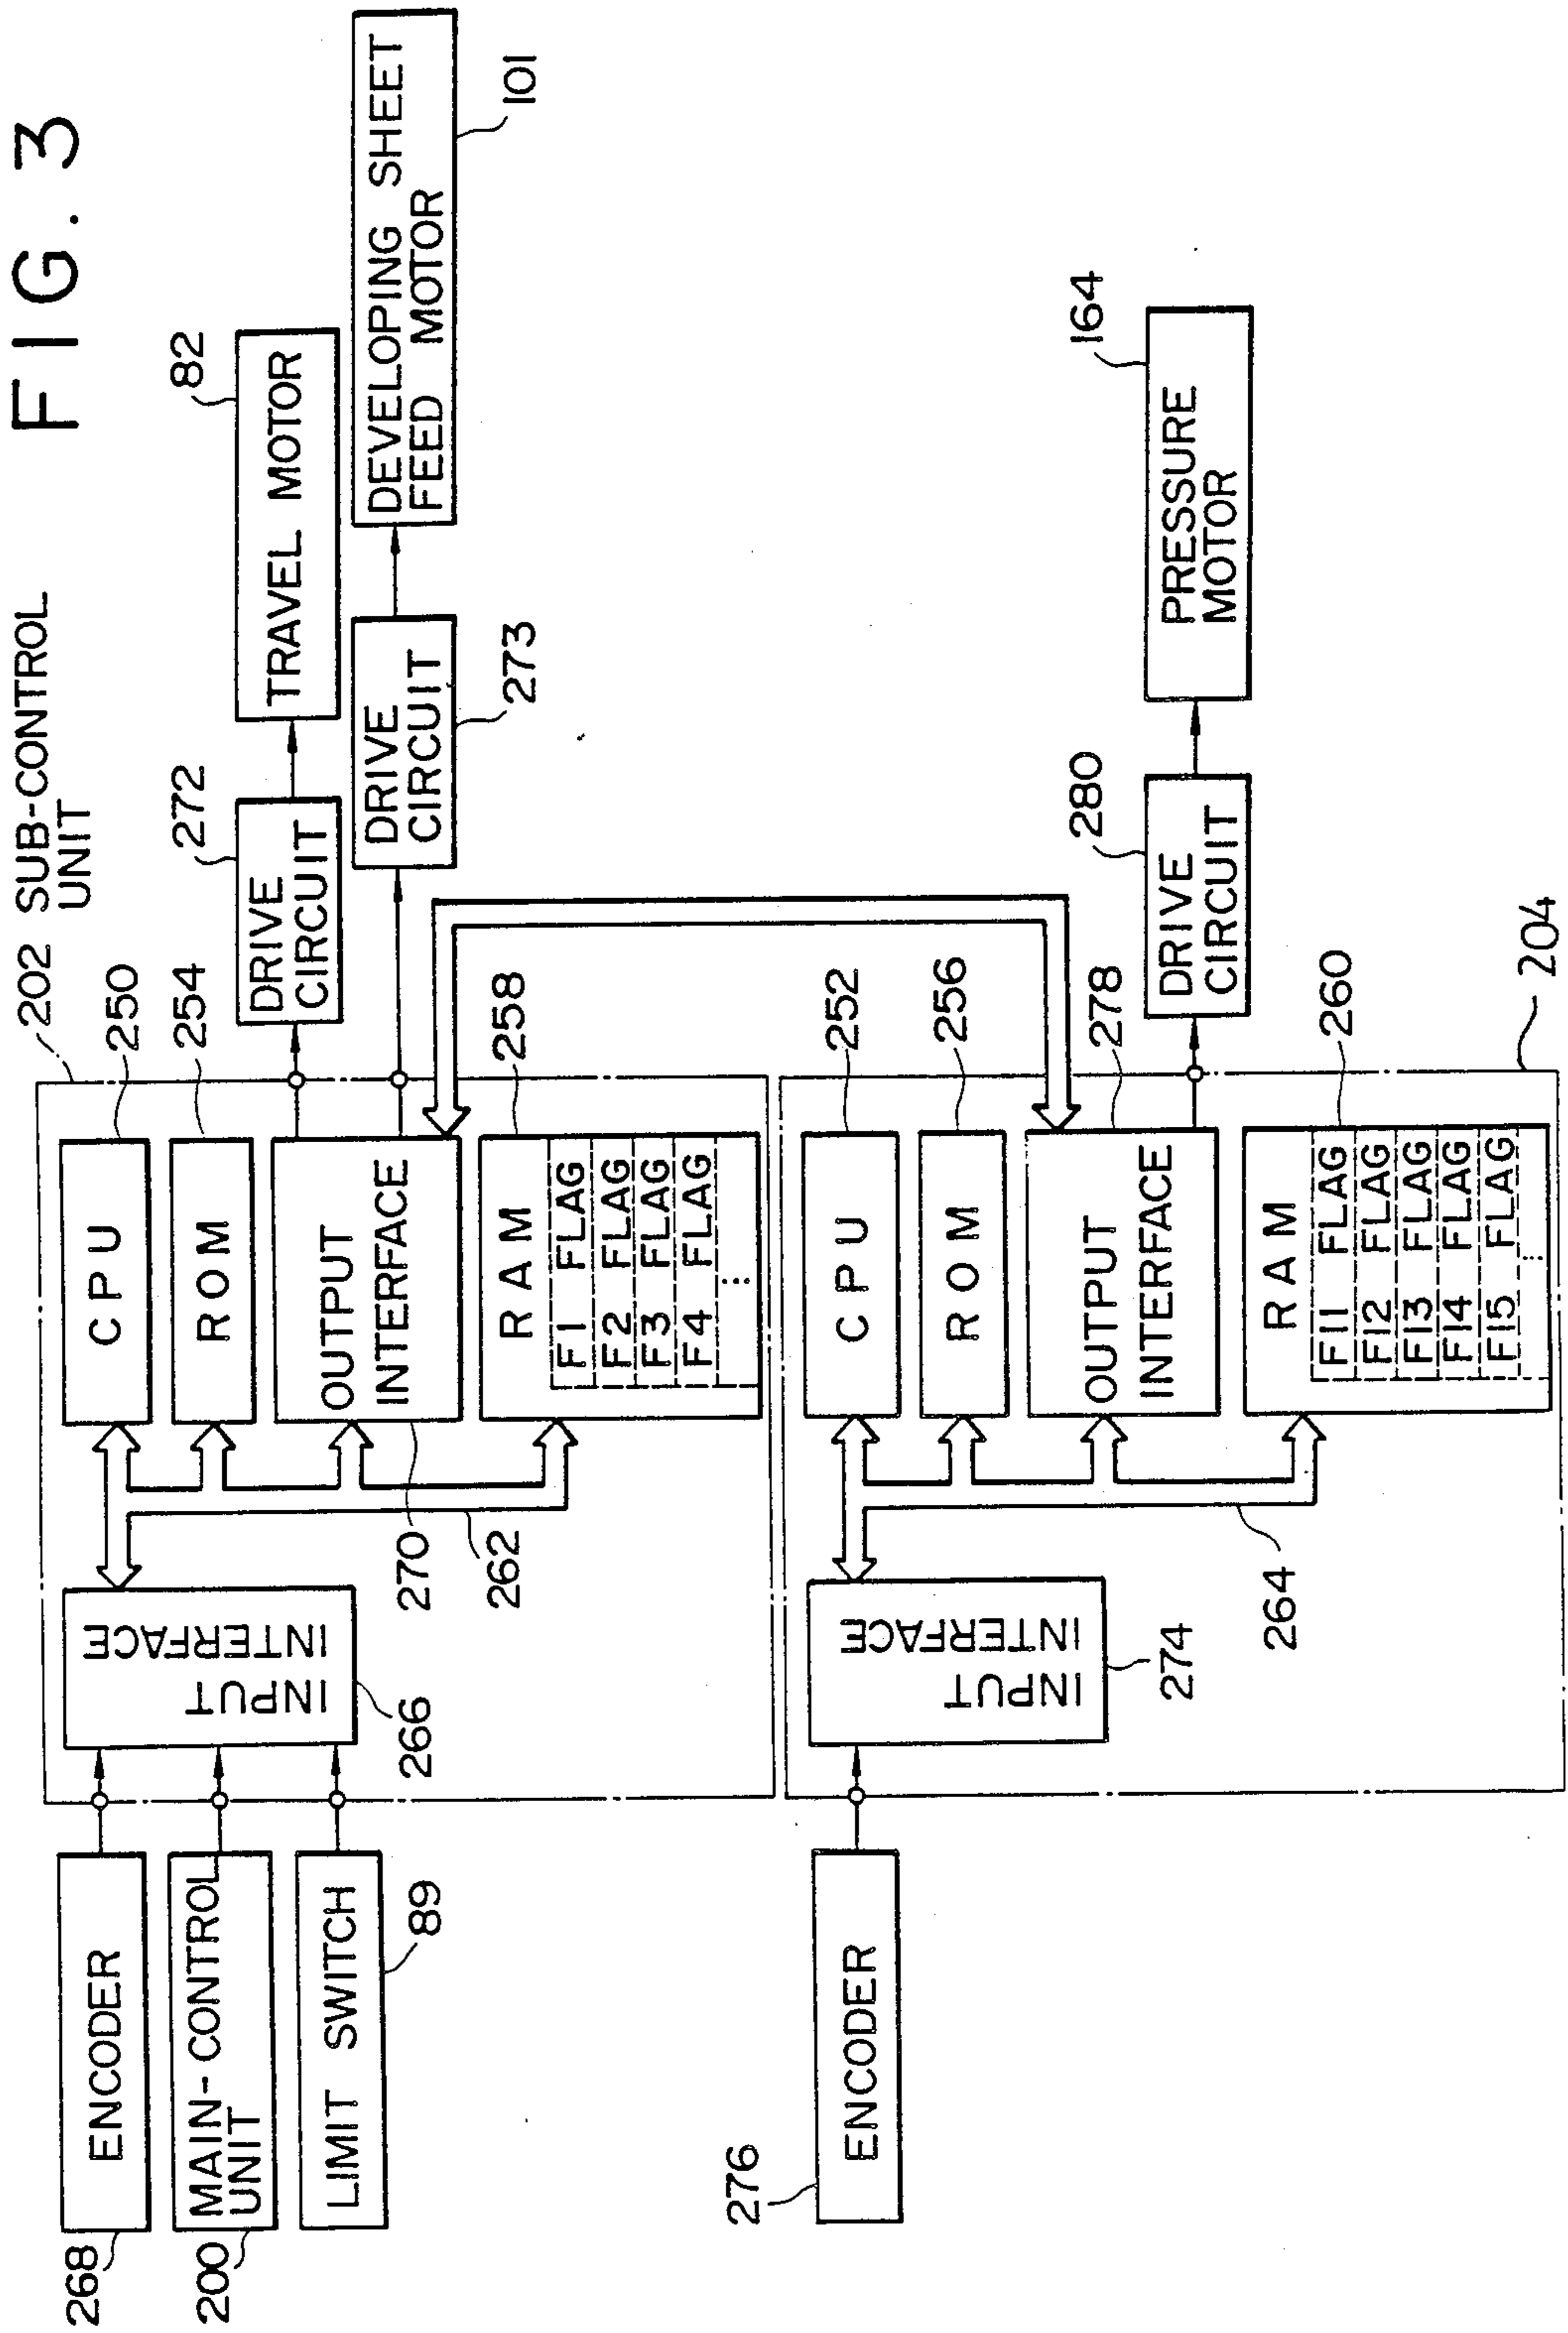 FIG. 3
202 SUB-CONTROL
UNIT
268
ENCODER
200
MAIN-CONTROL
UNIT
LIMIT SWITCH
89
INPUT
INTERFACE
266
262
270
CPU
250
ROM
254
OUTPUT
INTERFACE
RAM
258
F1 FLAG
F2 FLAG
F3 FLAG
F4 FLAG
...
DRIVE
CIRCUIT
272
TRAVEL MOTOR
82
DRIVE
CIRCUIT
273
DEVELOPING SHEET
FEED MOTOR
101
276
ENCODER
INPUT
INTERFACE
274
264
CPU
252
ROM
256
OUTPUT
INTERFACE
278
RAM
260
F11 FLAG
F12 FLAG
F13 FLAG
F14 FLAG
F15 FLAG
...
204
DRIVE
CIRCUIT
280
PRESSURE
MOTOR
164